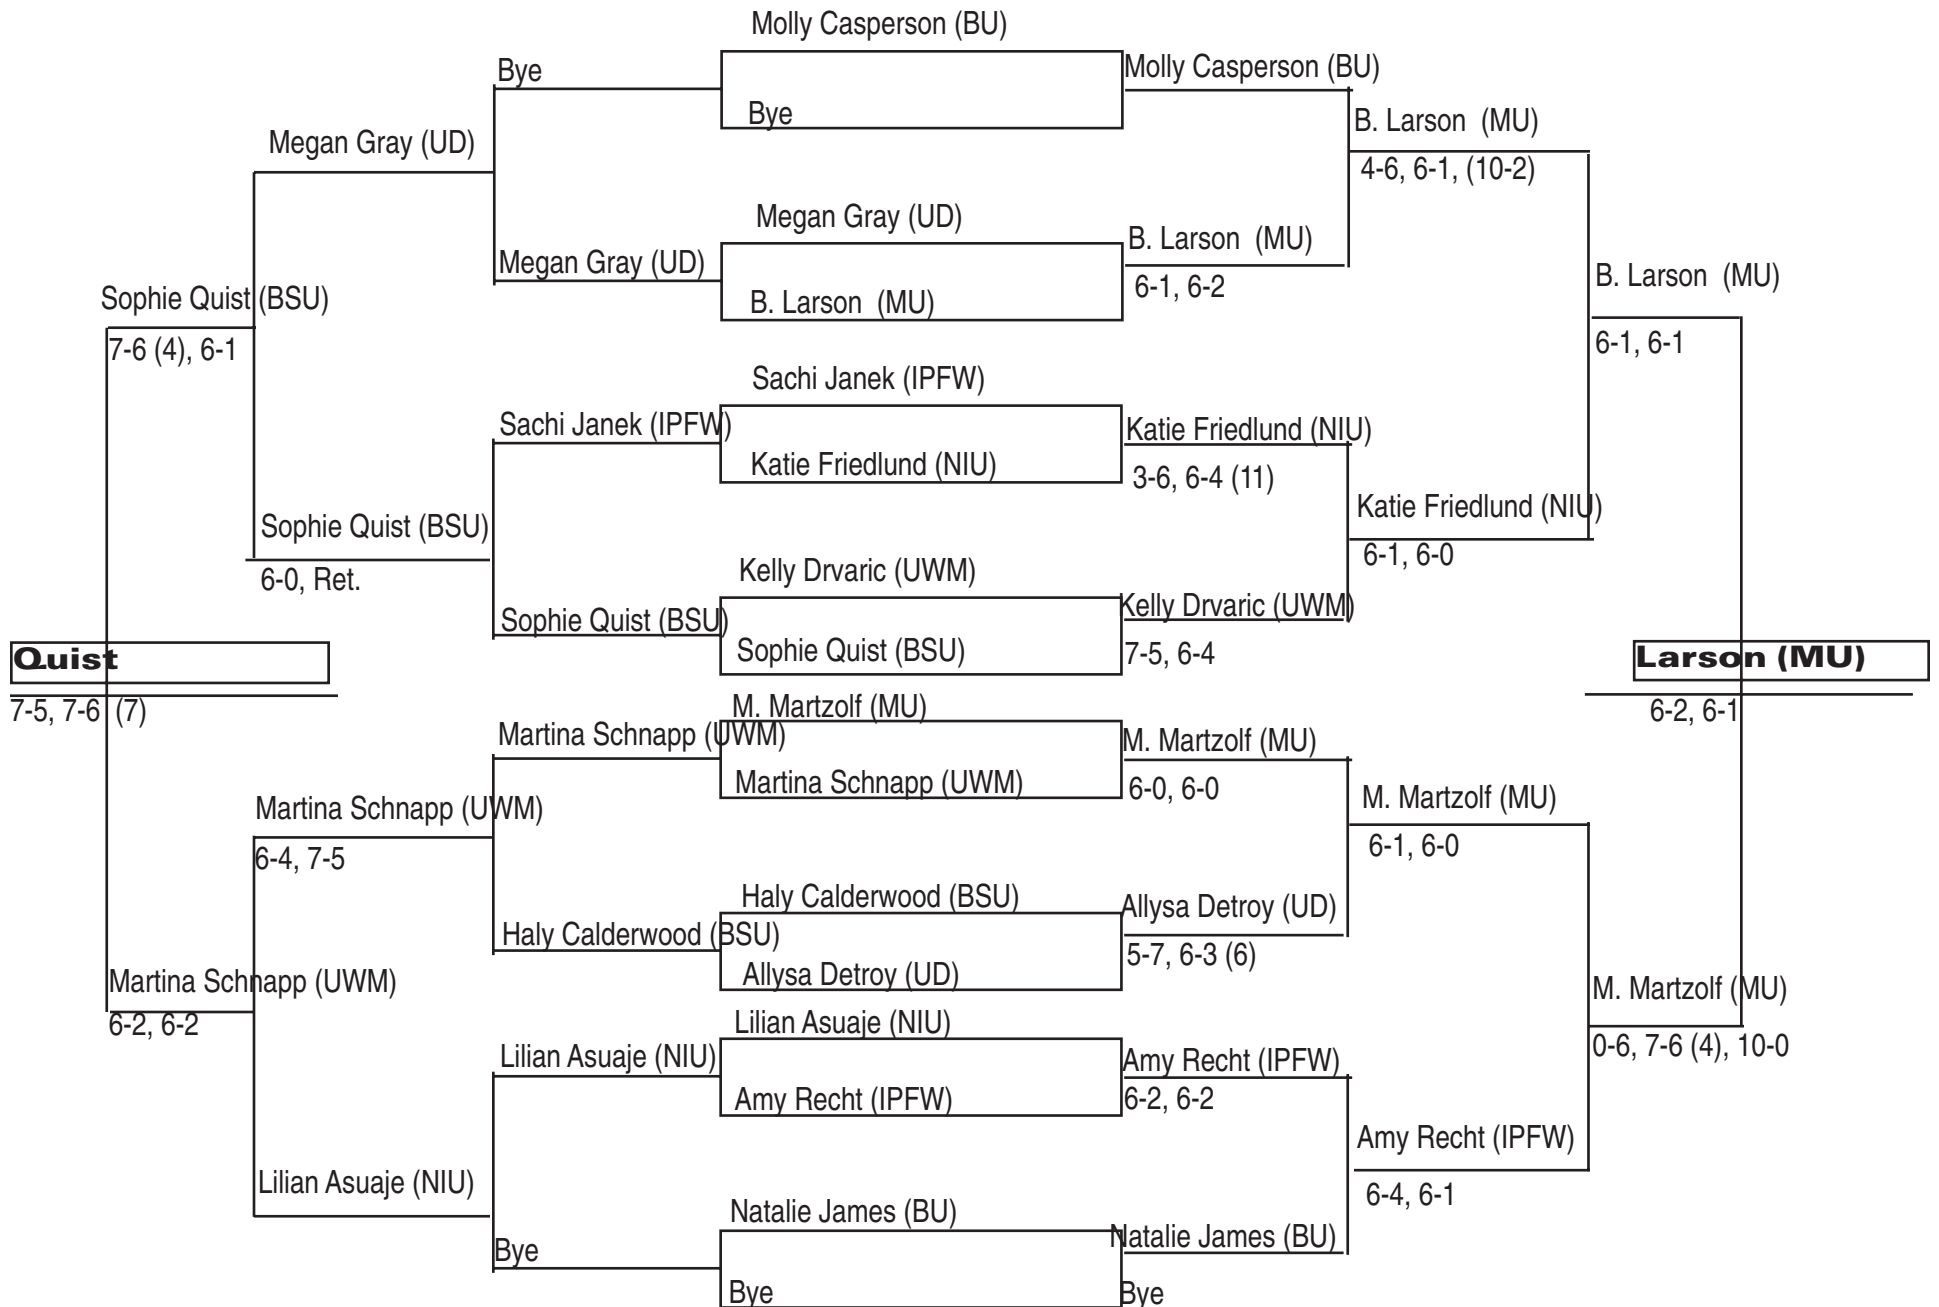 Molly Casperson (BU)
Bye
Molly Casperson (BU)
Bye
B. Larson (MU)
Megan Gray (UD)
4-6, 6-1, (10-2)
Megan Gray (UD)
B. Larson (MU)
Megan Gray (UD)
B. Larson (MU)
Sophie Quist (BSU)
6-1, 6-2
B. Larson (MU)
7-6 (4), 6-1
6-1, 6-1
Sachi Janek (IPFW)
Sachi Janek (IPFW)
Katie Friedlund (NIU)
Katie Friedlund (NIU)
3-6, 6-4 (11)
Sophie Quist (BSU)
Katie Friedlund (NIU)
6-0, Ret.
6-1, 6-0
Kelly Drvaric (UWM)
Sophie Quist (BSU)
Kelly Drvaric (UWM)
Sophie Quist (BSU)
7-5, 6-4
Quist
Larson (MU)
7-5, 7-6 (7)
6-2, 6-1
M. Martzolf (MU)
Martina Schnapp (UWM)
M. Martzolf (MU)
Martina Schnapp (UWM)
6-0, 6-0
Martina Schnapp (UWM)
M. Martzolf (MU)
6-4, 7-5
6-1, 6-0
Haly Calderwood (BSU)
Allysa Detroy (UD)
Haly Calderwood (BSU)
5-7, 6-3 (6)
Allysa Detroy (UD)
Martina Schnapp (UWM)
M. Martzolf (MU)
6-2, 6-2
Lilian Asuaje (NIU)
0-6, 7-6 (4), 10-0
Lilian Asuaje (NIU)
Amy Recht (IPFW)
Amy Recht (IPFW)
6-2, 6-2
Amy Recht (IPFW)
Lilian Asuaje (NIU)
6-4, 6-1
Natalie James (BU)
Natalie James (BU)
Bye
Bye
Bye